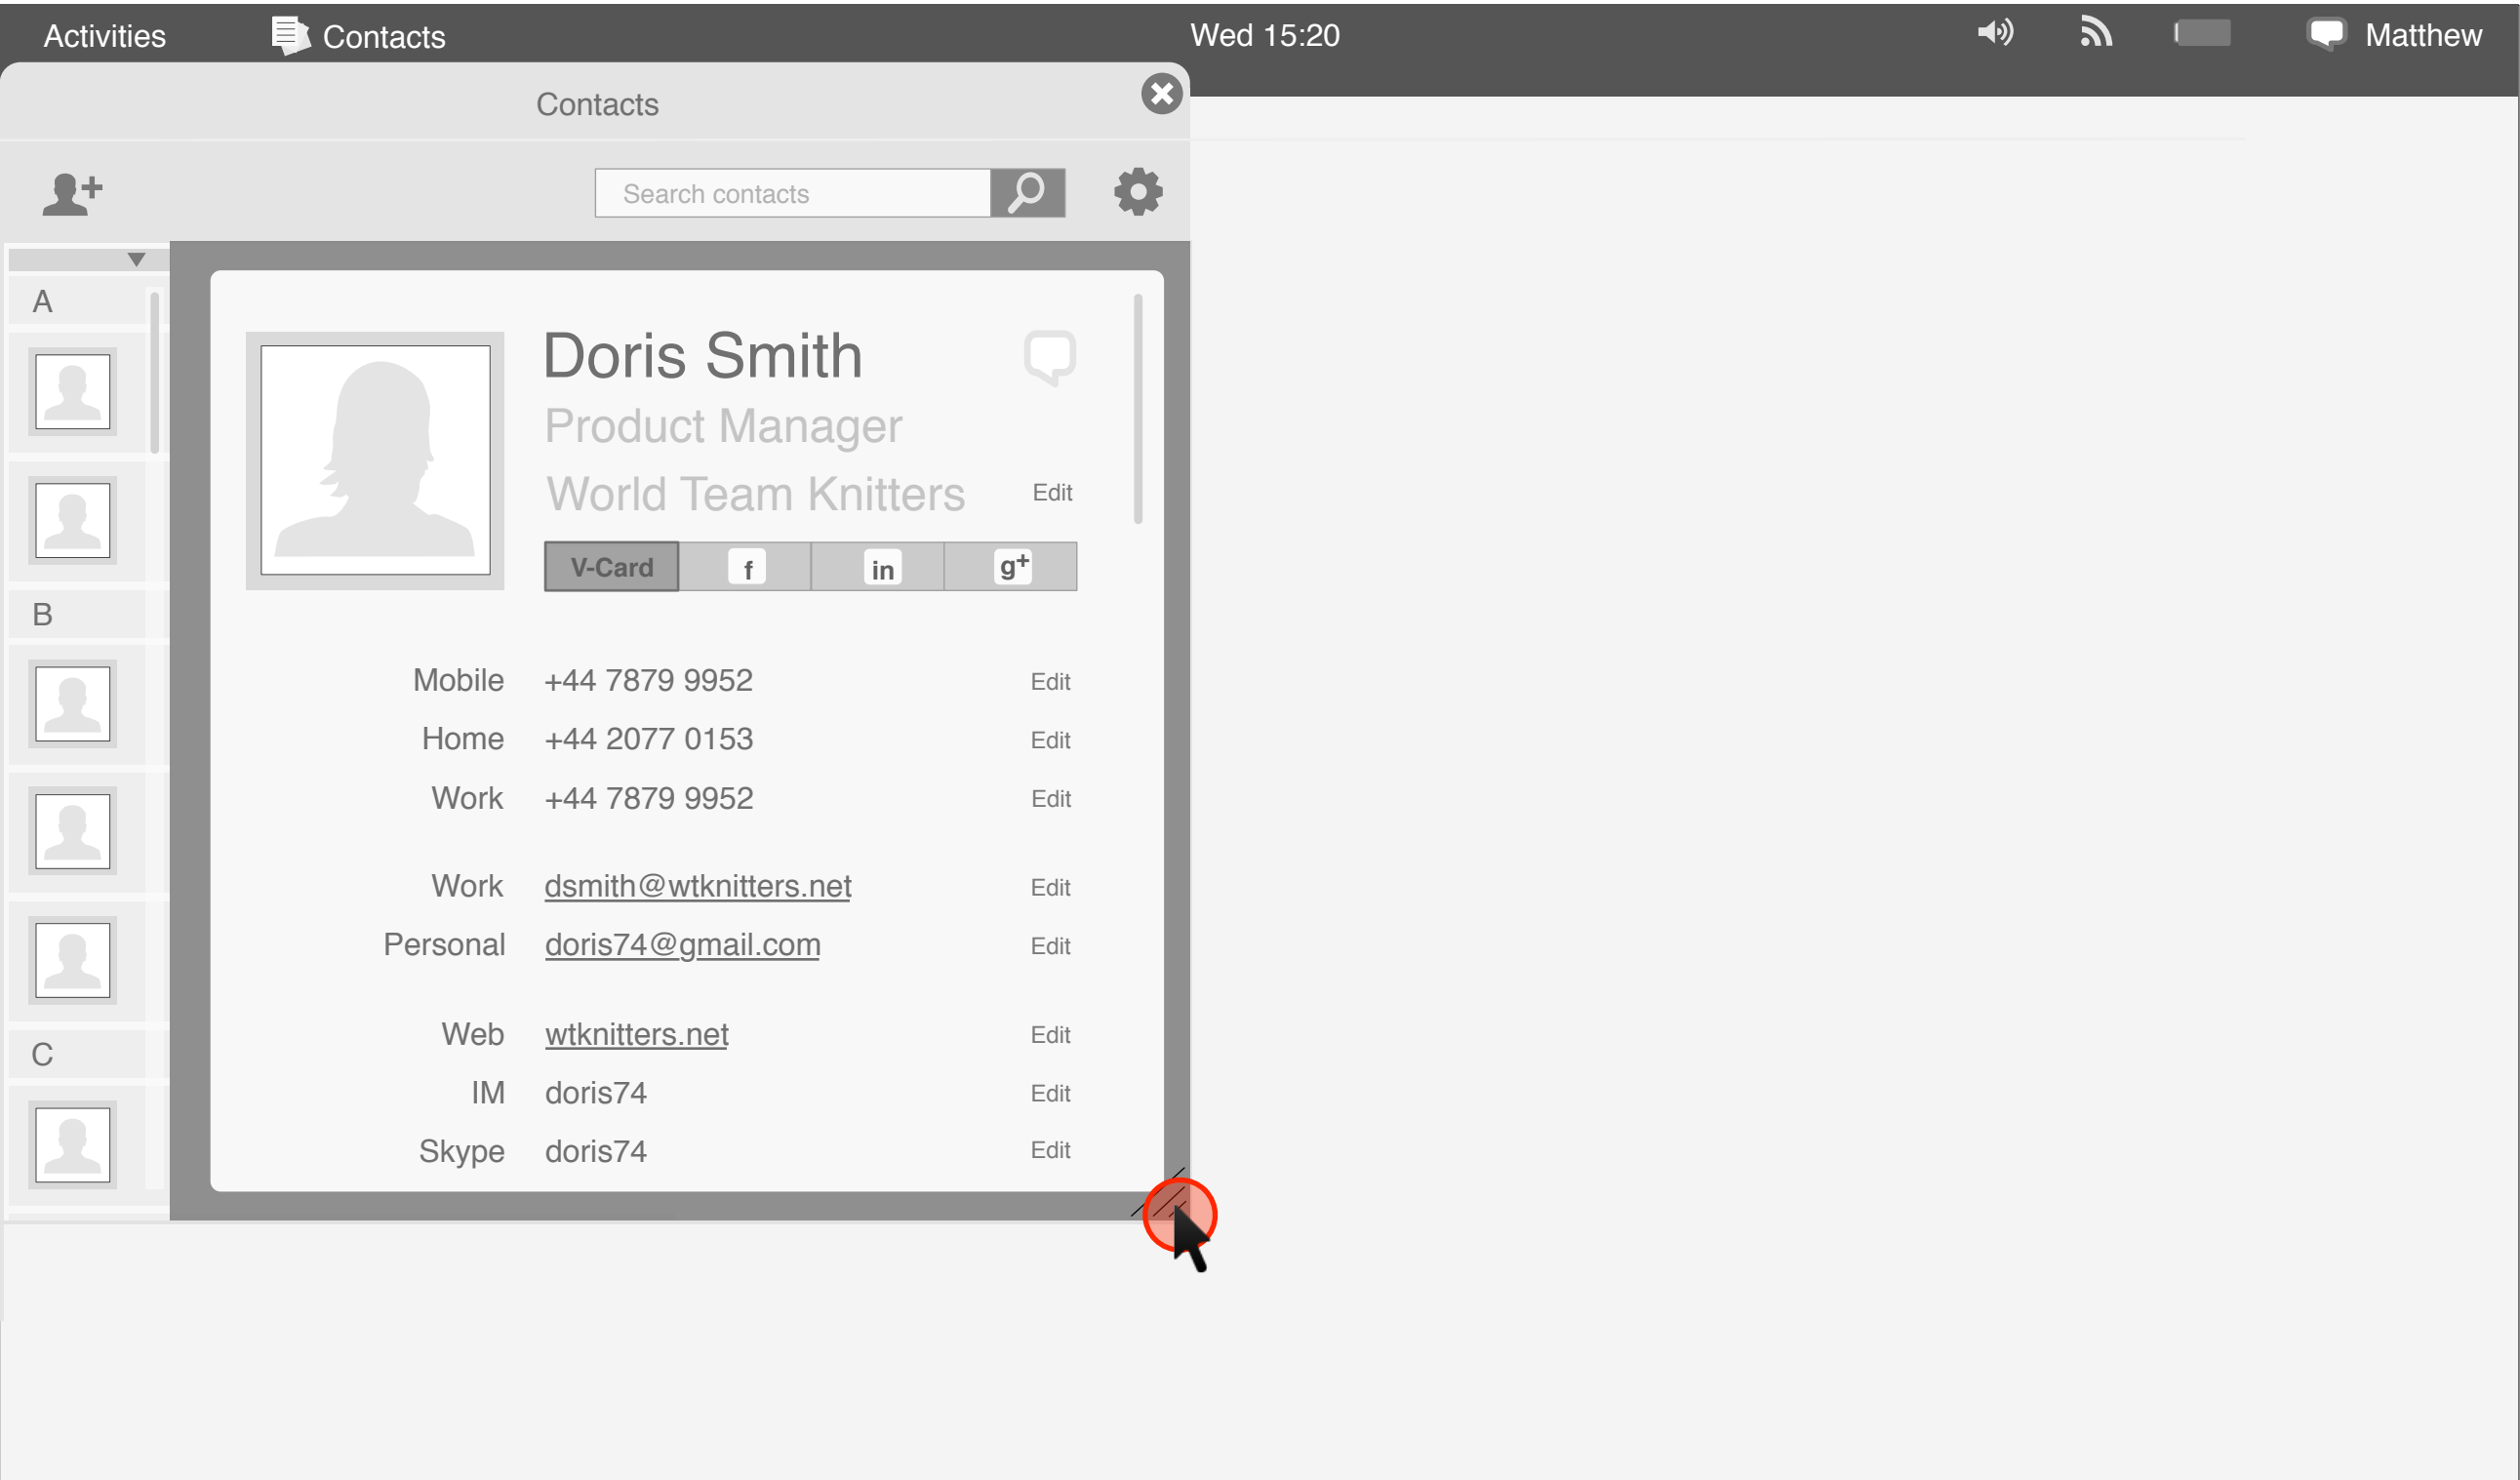 Activities Contacts Wed 15:20 Matthew
Contacts
Search contacts
A
B
C
Doris Smith
Product Manager
World Team Knitters Edit
V-Card f in g+
Mobile +44 7879 9952 Edit
Home +44 2077 0153 Edit
Work +44 7879 9952 Edit
Work dsmith@wtknitters.net Edit
Personal doris74@gmail.com Edit
Web wtknitters.net Edit
IM doris74 Edit
Skype doris74 Edit